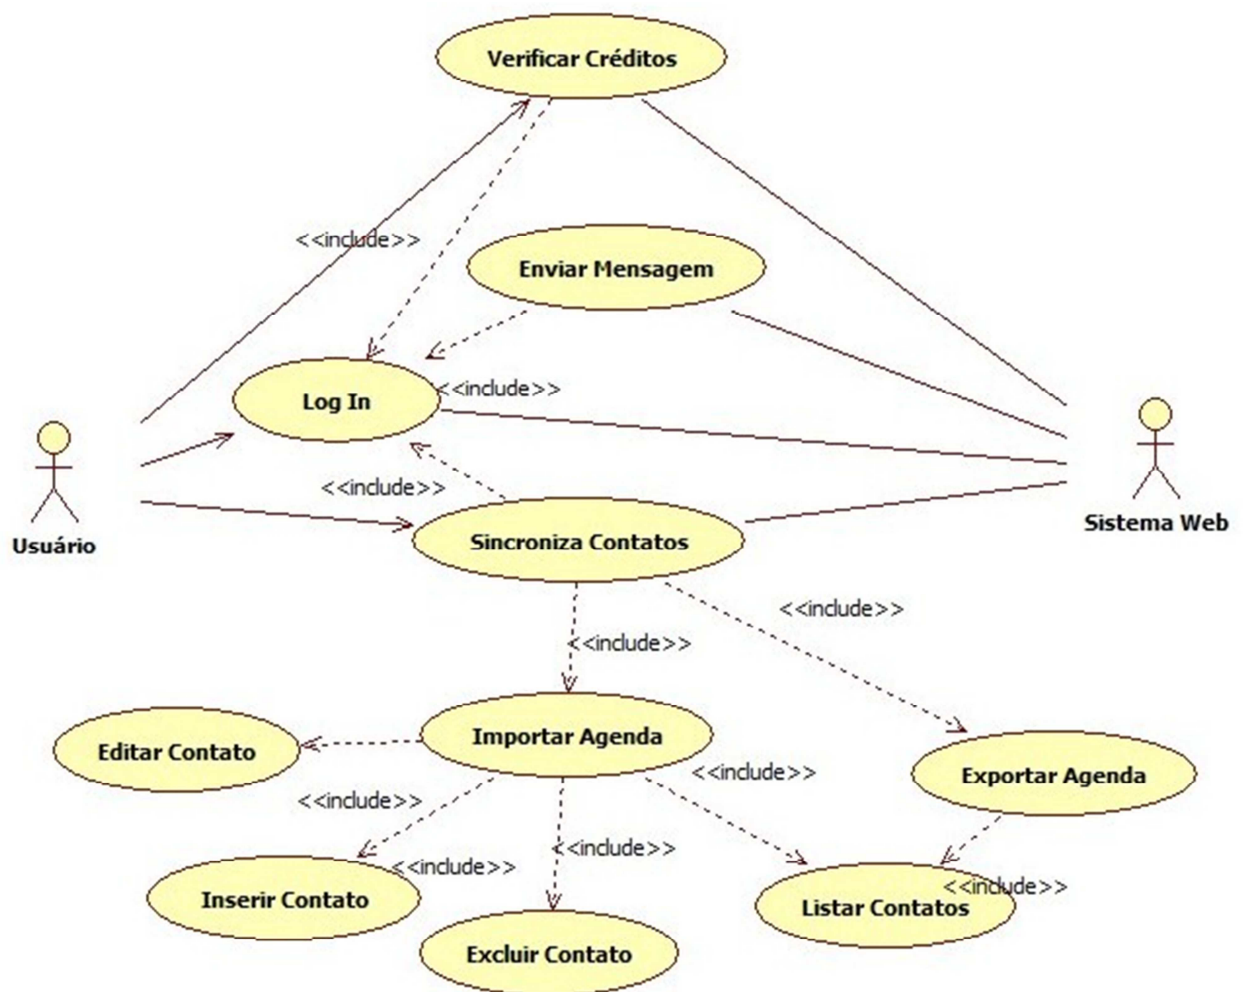 Verificar Créditos
<<include>>
Enviar Mensagem
<<include>>
Log In
<<include>>
Sincroniza Contatos
Usuário
Sistema Web
<<include>>
<<include>>
Importar Agenda
Editar Contato
Exportar Agenda
<<include>>
<<include>>
<<include>>
<<include>>
<<include>>
Inserir Contato
Listar Contatos
Excluir Contato